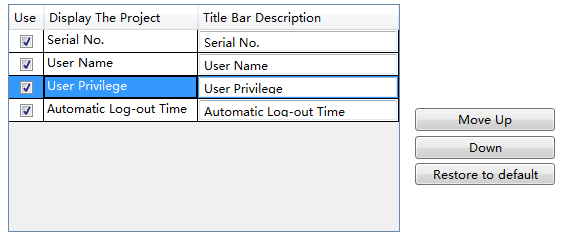 Use Display The Project Title Bar Description
Serial No. Serial No.
User Name User Name
User Privilege User Privilege
Automatic Log-out Time Automatic Log-out Time
Move Up
Down
Restore to default